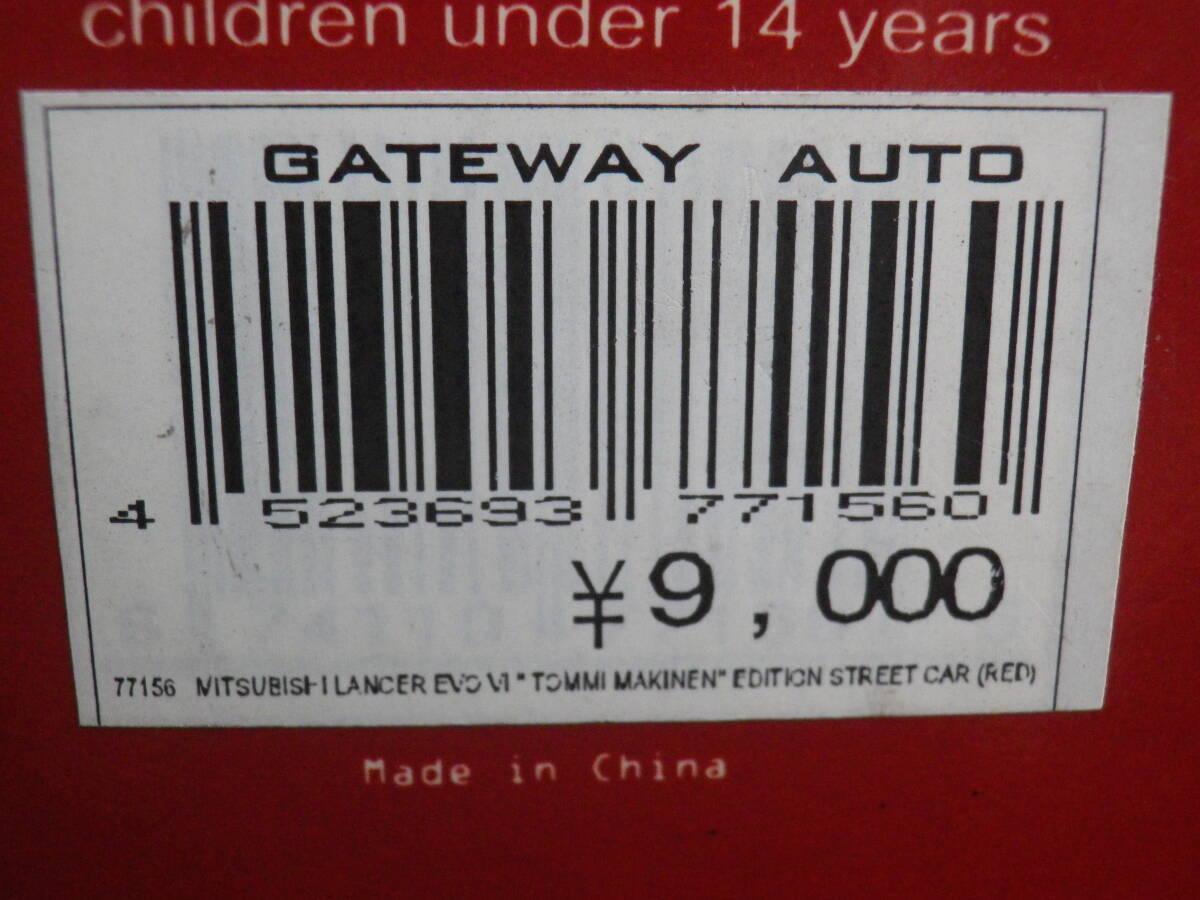 children under 14 years
GATEWAY AUTO
4 523693 771560
¥9,000
77156 MITSUBISHI LANCER EVO VI "TOMMI MAKINEN" EDITION STREET CAR (RED)
Made in China